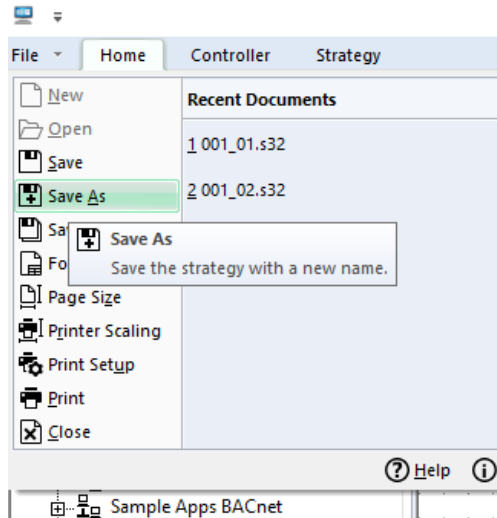 File Home Controller Strategy
New Recent Documents
Open
1 001_01.s32
Save
Save As 2 001_02.s32
Save As
Save the strategy with a new name.
Page Size
Printer Scaling
Print Setup
Print
Close
Help
Sample Apps BACnet